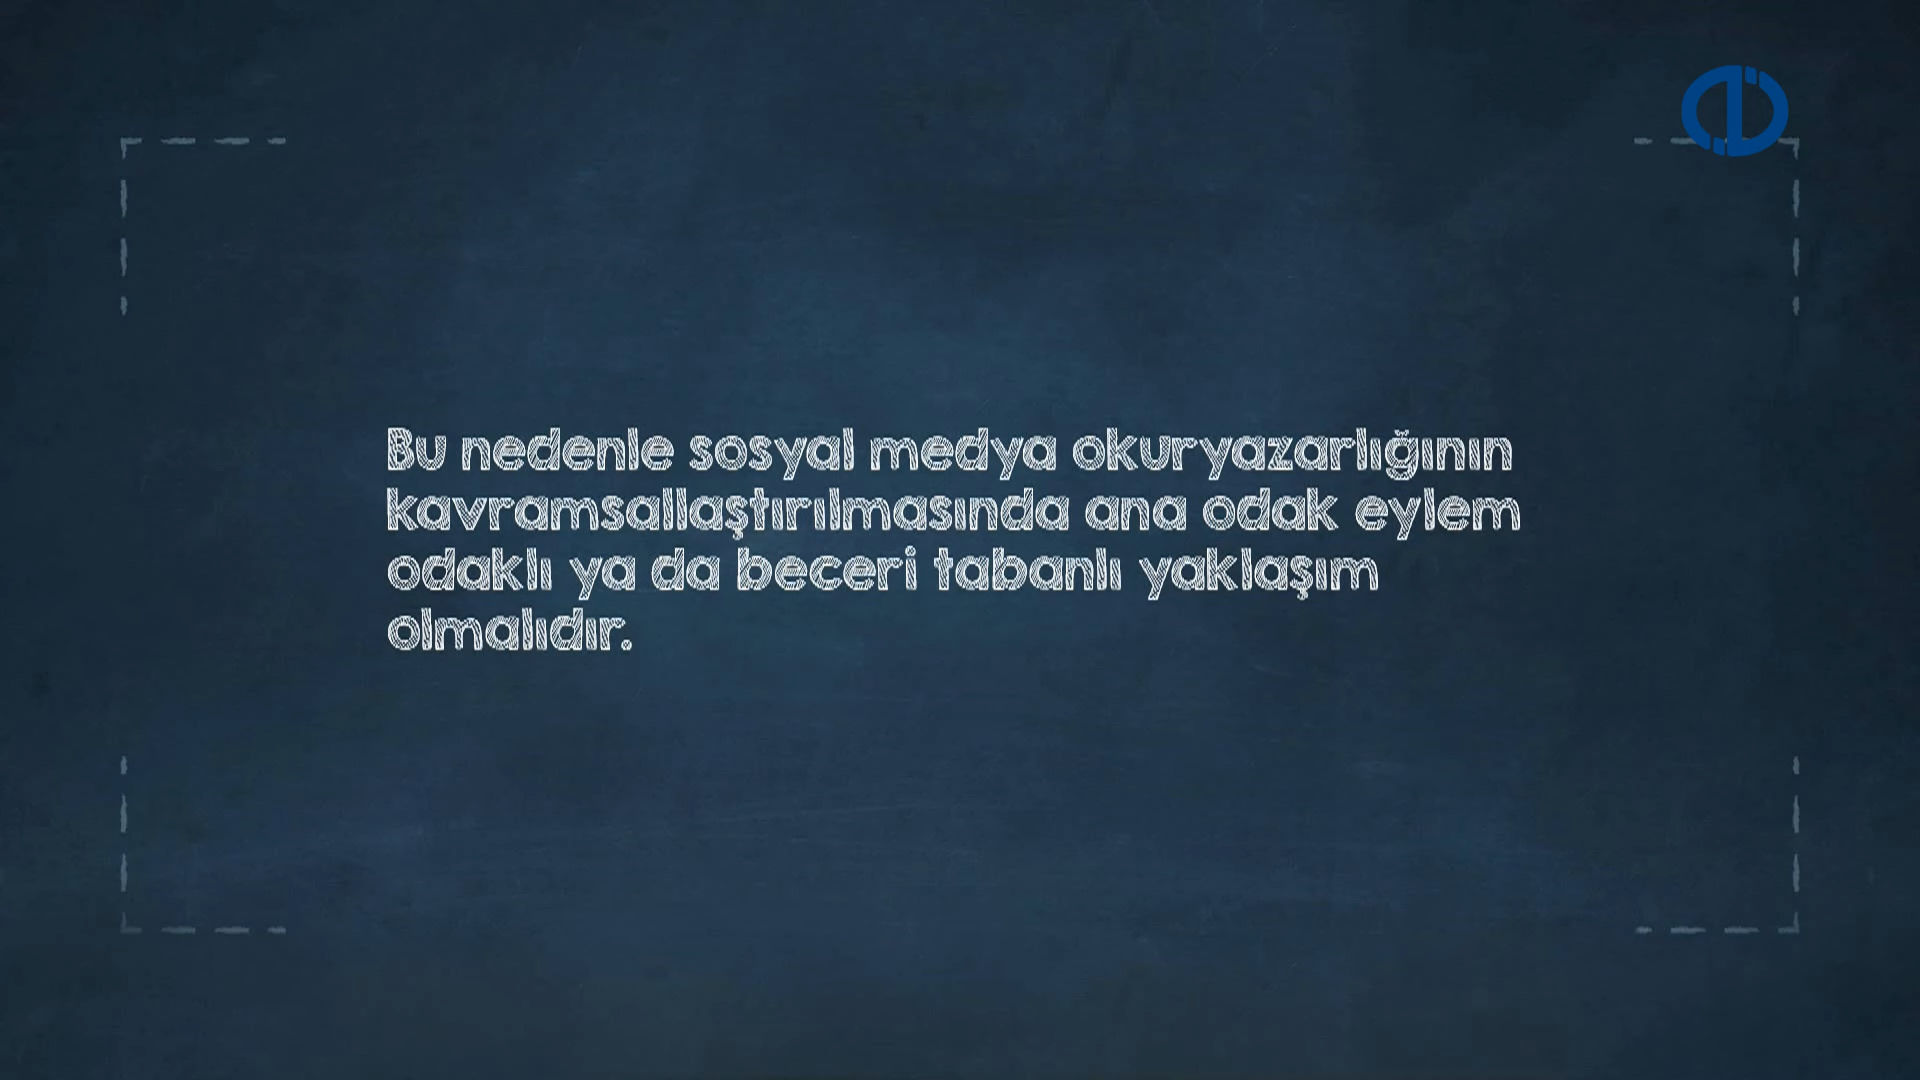 Bu nedenle sosyal medya okuryazarlığının
kavramsallaştırılmasında ana odak eylem
odaklı ya da beceri tabanlı yaklaşım
olmalıdır.